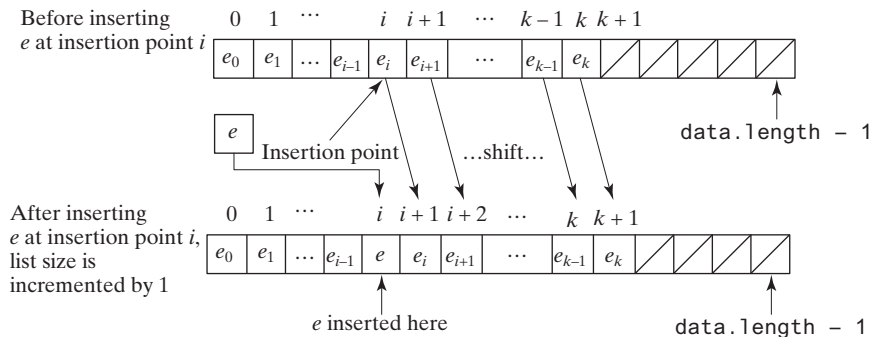 Before inserting
e at insertion point i
0 1 … i i+1 … k–1 k k+1
e0 e1 … ei–1 ei ei+1 … ek–1 ek
e
Insertion point
…shift…
data.length - 1
After inserting
e at insertion point i,
list size is
incremented by 1
0 1 … i i+1 i+2 … k k+1
e0 e1 … ei–1 e ei ei+1 … ek–1 ek
e inserted here
data.length - 1